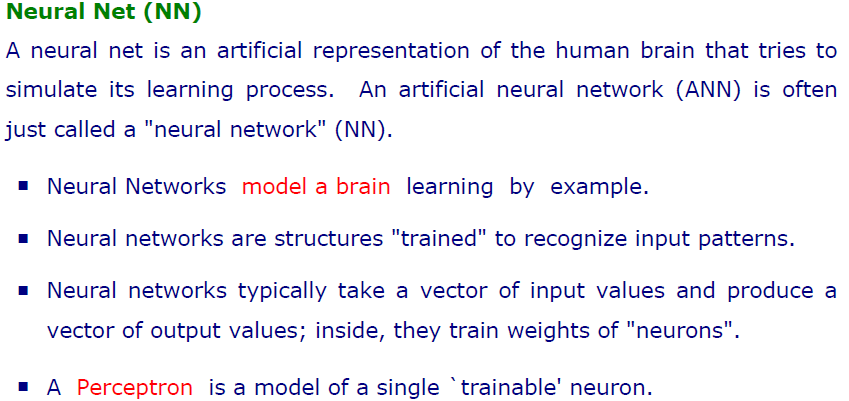 Neural Net (NN)
A neural net is an artificial representation of the human brain that tries to
simulate its learning process. An artificial neural network (ANN) is often
just called a "neural network" (NN).
▪ Neural Networks model a brain learning by example.
▪ Neural networks are structures "trained" to recognize input patterns.
▪ Neural networks typically take a vector of input values and produce a
vector of output values; inside, they train weights of "neurons".
▪ A Perceptron is a model of a single `trainable' neuron.